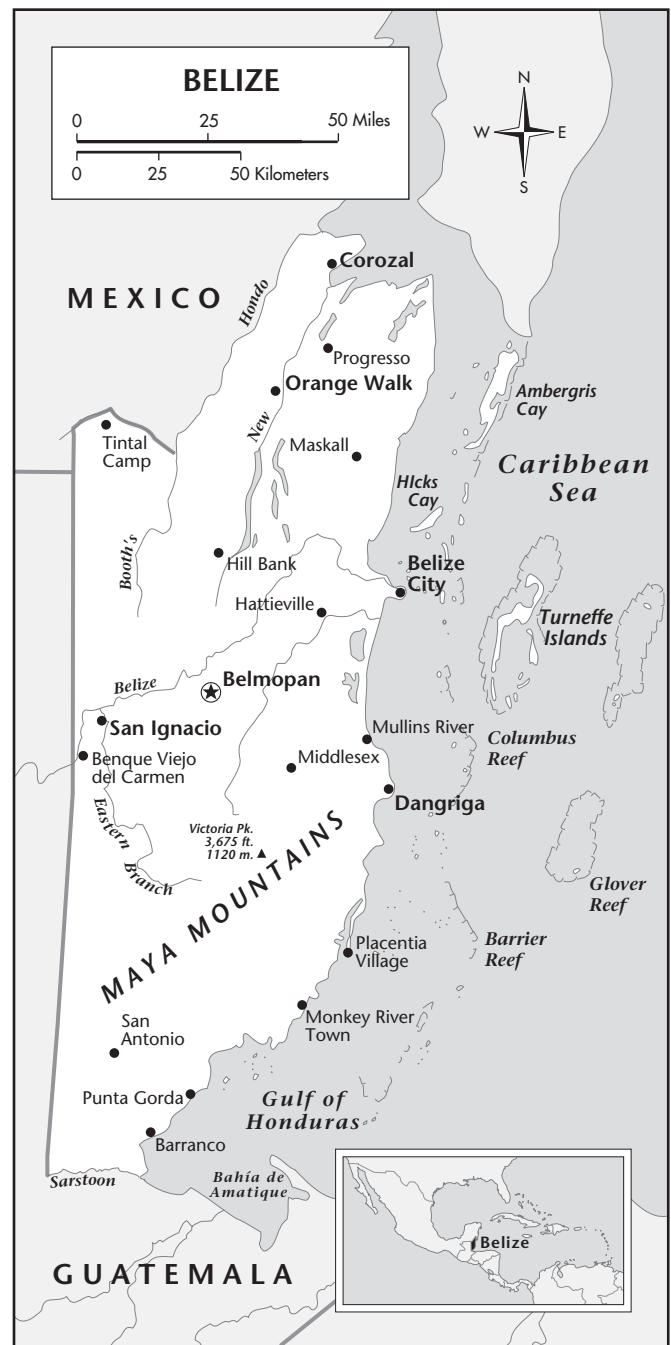 BELIZE
0 25 50 Miles
0 25 50 Kilometers
N
W E
S
MEXICO
Hondo
Corozal
Progresso
Orange Walk
New
Ambergris
Cay
Tintal
Camp
Maskall
Caribbean
Sea
HIcks
Cay
Booth's
Hill Bank
Belize
City
Hattieville
Turneffe
Islands
Belize
Belmopan
San Ignacio
Mullins River
Columbus
Reef
Benque Viejo
del Carmen
Middlesex
Dangriga
Eastern
Branch
Victoria Pk.
3,675 ft.
1120 m.
MAYA MOUNTAINS
Glover
Reef
Barrier
Reef
Placentia
Village
Monkey River
Town
San
Antonio
Punta Gorda
Gulf of
Honduras
Barranco
Sarstoon
Bahía de
Amatique
Belize
GUATEMALA